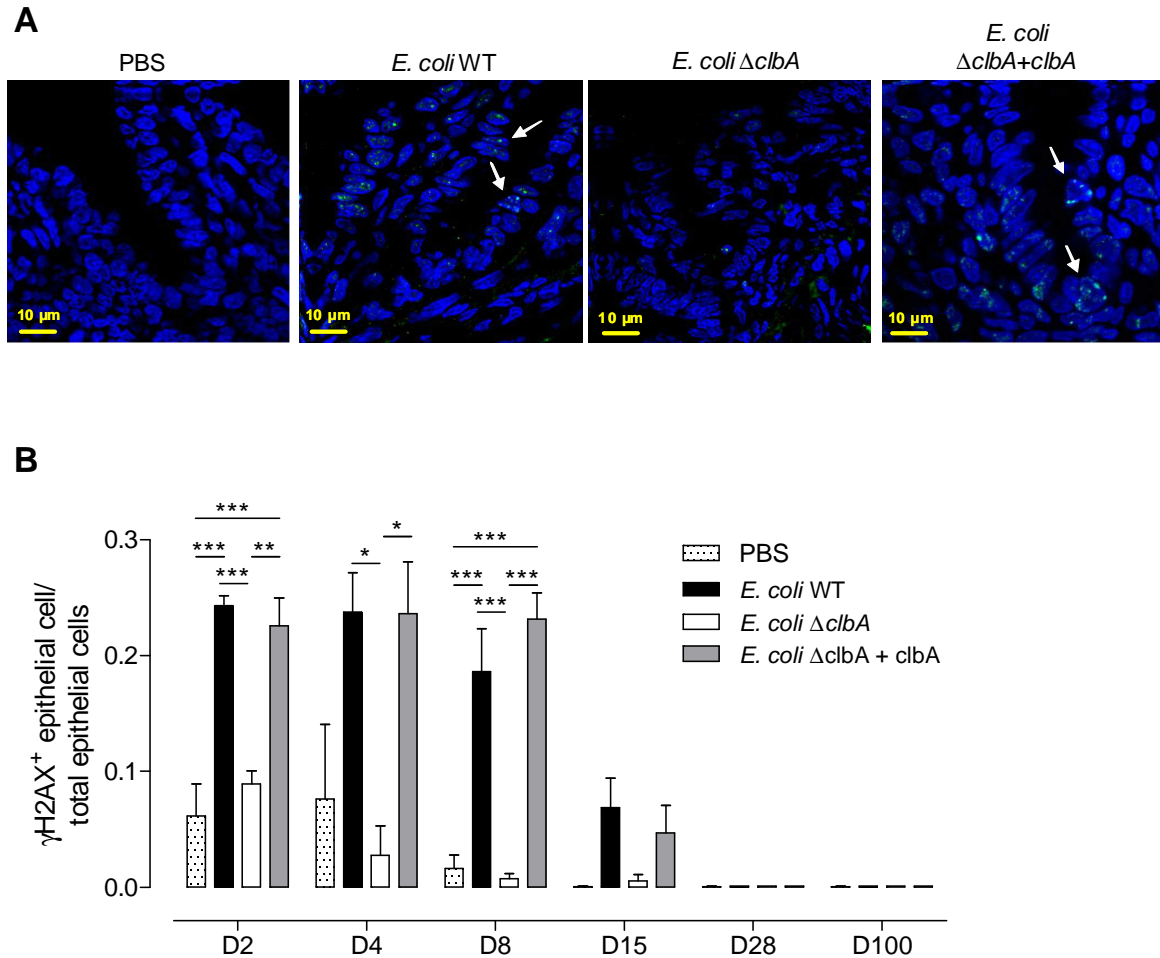 A
PBS
E. coli WT
E. coli ΔclbA
E. coli
ΔclbA+clbA
10 µm
10 µm
10 µm
10 µm
B
γH2AX⁺ epithelial cell/
total epithelial cells
0.3
0.2
0.1
0.0
***
***
***
**
*
*
***
***
***
***
PBS
E. coli WT
E. coli ΔclbA
E. coli ΔclbA + clbA
D2
D4
D8
D15
D28
D100